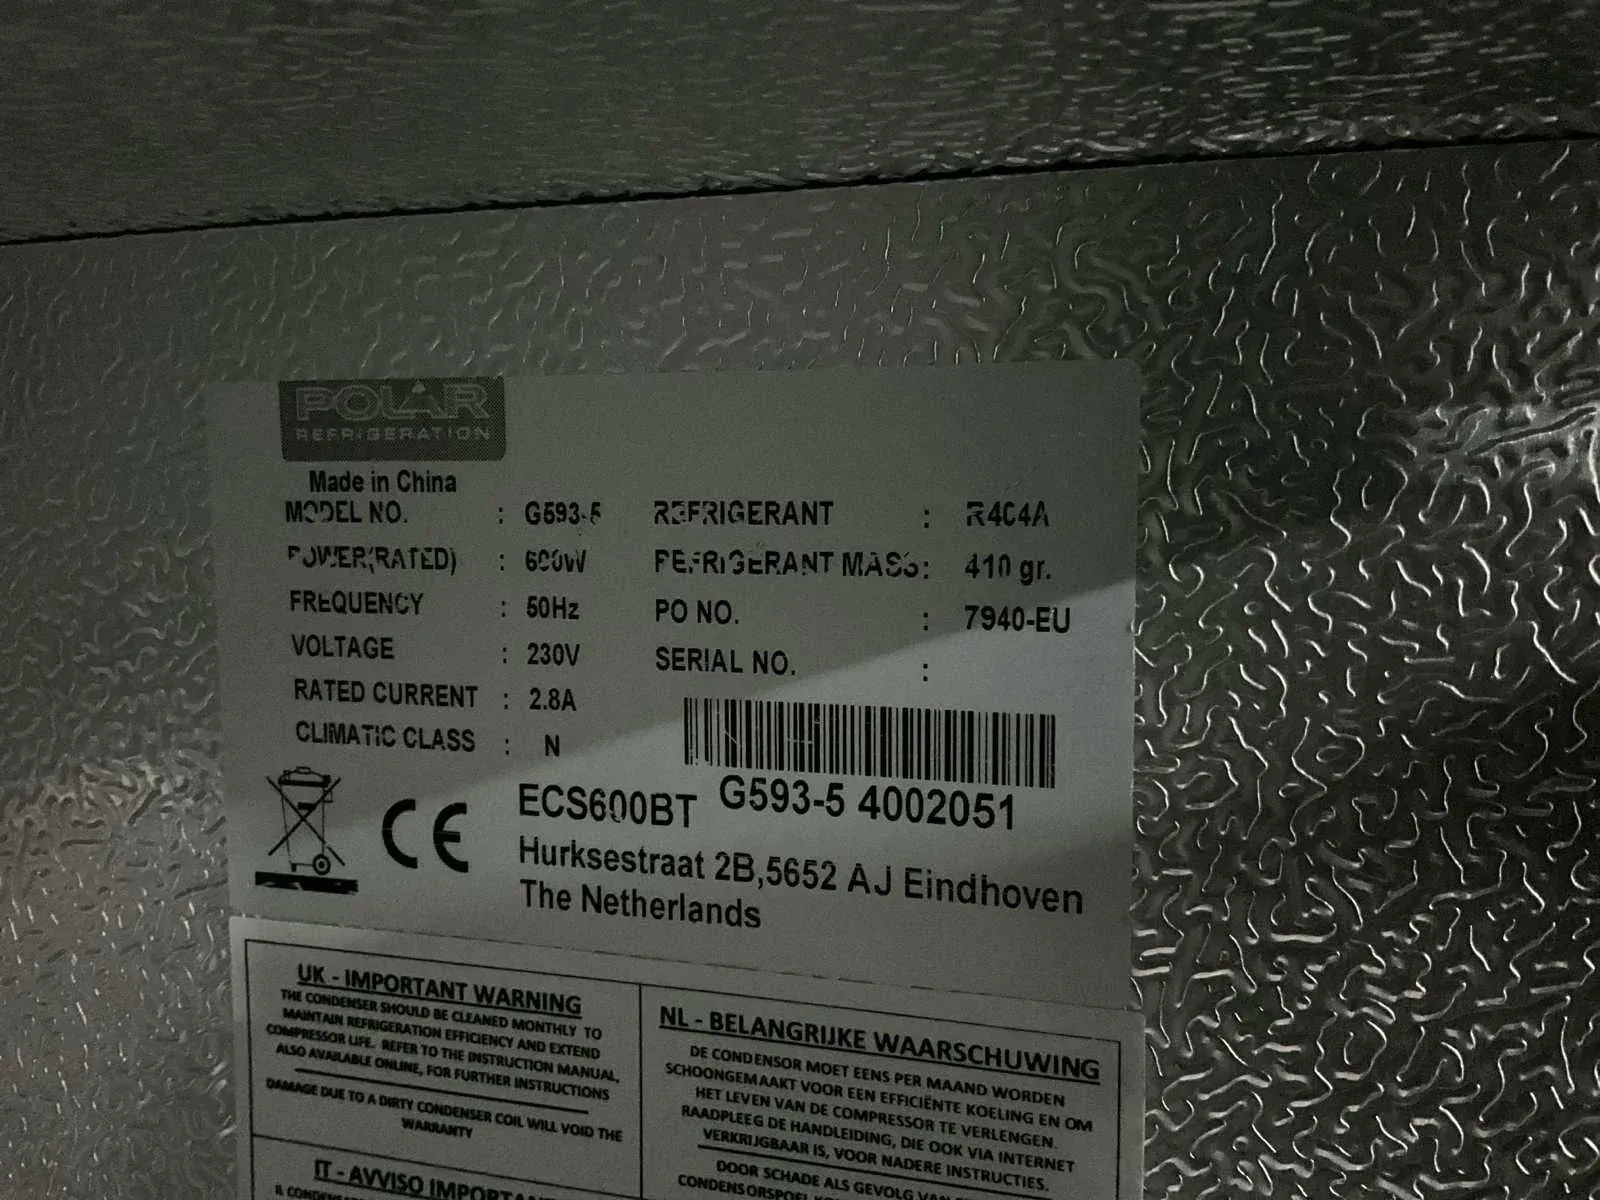 POLAR
REFRIGERATION
Made in China
MODEL NO. : G593-5 REFRIGERANT : R404A
POWER(RATED) : 600W REFRIGERANT MASS: 410 gr.
FREQUENCY : 50Hz PO NO. : 7940-EU
VOLTAGE : 230V SERIAL NO. :
RATED CURRENT : 2.8A
CLIMATIC CLASS : N
ECS600BT G593-5 4002051
CE
Hurksestraat 2B,5652 AJ Eindhoven
The Netherlands
UK - IMPORTANT WARNING
THE CONDENSER SHOULD BE CLEANED MONTHLY TO
MAINTAIN REFRIGERATION EFFICIENCY AND EXTEND
COMPRESSOR LIFE. REFER TO THE INSTRUCTION MANUAL,
ALSO AVAILABLE ONLINE, FOR FURTHER INSTRUCTIONS
DAMAGE DUE TO A DIRTY CONDENSER COIL WILL VOID THE
WARRANTY
NL - BELANGRIJKE WAARSCHUWING
DE CONDENSOR MOET EENS PER MAAND WORDEN
SCHOONGEMAAKT VOOR EEN EFFICIËNTE KOELING EN OM
HET LEVEN VAN DE COMPRESSOR TE VERLENGEN.
RAADPLEEG DE HANDLEIDING, DIE OOK VIA INTERNET
VERKRIJGBAAR IS, VOOR NADERE INSTRUCTIES.
DOOR SCHADE ALS GEVOLG
IT - AVVISO